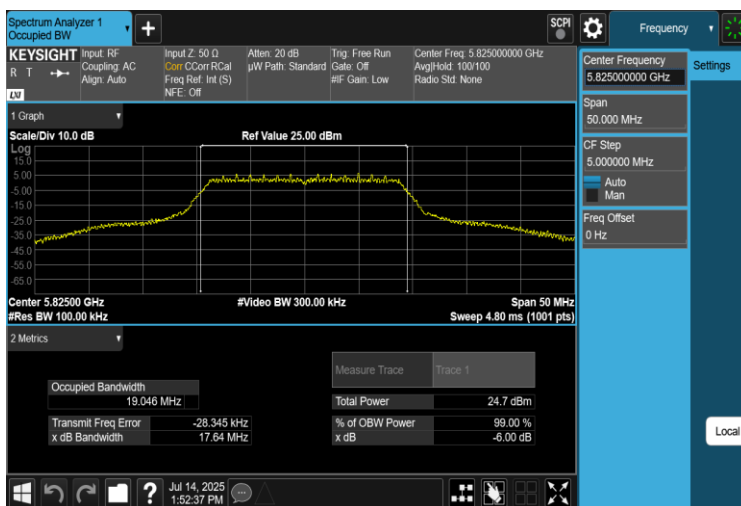 Spectrum Analyzer 1
Occupied BW
+
SCPI
Frequency
KEYSIGHT
R T
LXI
Input: RF
Coupling: AC
Align: Auto
Input Z: 50 Ω
Corr CCorr RCal
Freq Ref: Int (S)
NFE: Off
Atten: 20 dB
µW Path: Standard
Trig: Free Run
Gate: Off
#IF Gain: Low
Center Freq: 5.825000000 GHz
Avg|Hold: 100/100
Radio Std: None
Center Frequency
5.825000000 GHz
Settings
Span
50.000 MHz
CF Step
5.000000 MHz
Auto
Man
Freq Offset
0 Hz
1 Graph
Scale/Div 10.0 dB
Ref Value 25.00 dBm
Log
15.0
5.00
-5.00
-15.0
-25.0
-35.0
-45.0
-55.0
-65.0
Center 5.82500 GHz
#Video BW 300.00 kHz
Span 50 MHz
#Res BW 100.00 kHz
Sweep 4.80 ms (1001 pts)
2 Metrics
Measure Trace
Trace 1
Occupied Bandwidth
19.046 MHz
Total Power
24.7 dBm
Transmit Freq Error
-28.345 kHz
% of OBW Power
99.00 %
x dB Bandwidth
17.64 MHz
x dB
-6.00 dB
Local
?
Jul 14, 2025
1:52:37 PM